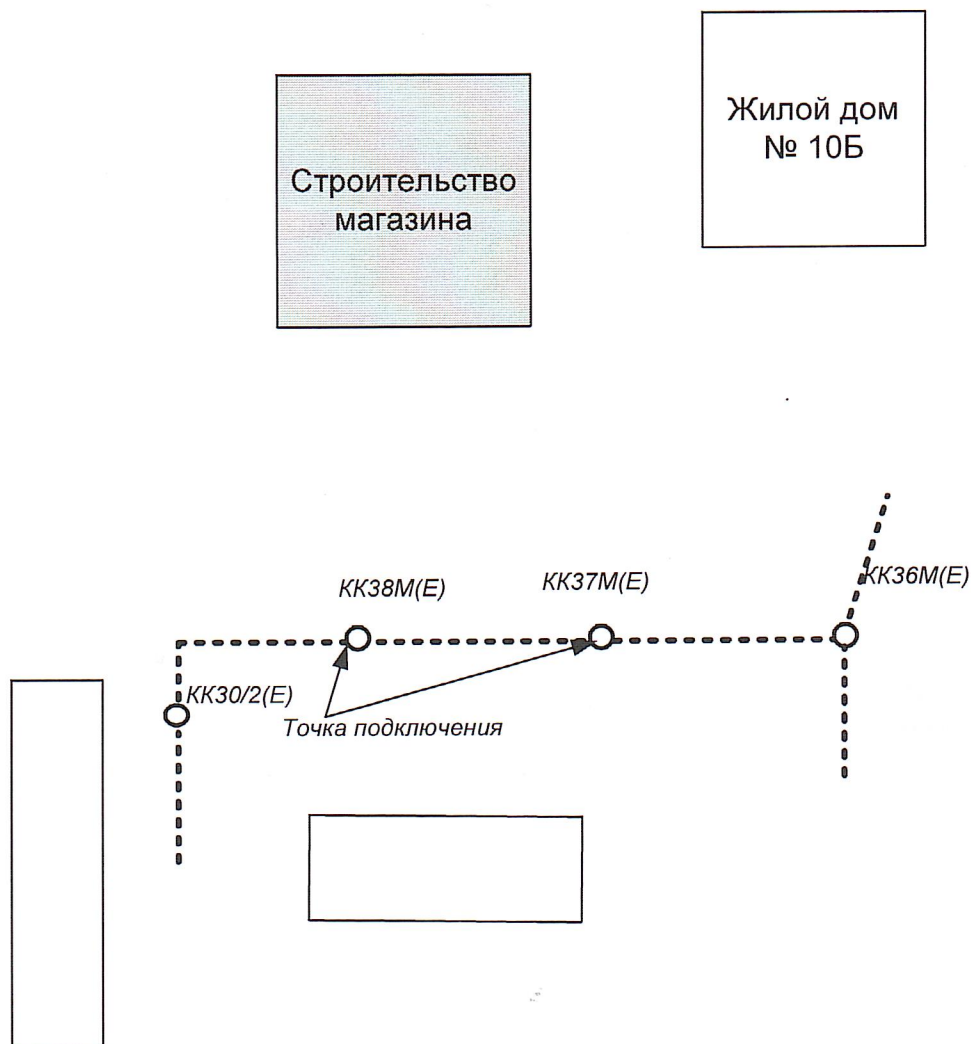 Жилой дом
№ 10Б
Строительство
магазина
КК38М(Е)
КК37М(Е)
КК36М(Е)
КК30/2(Е)
Точка подключения